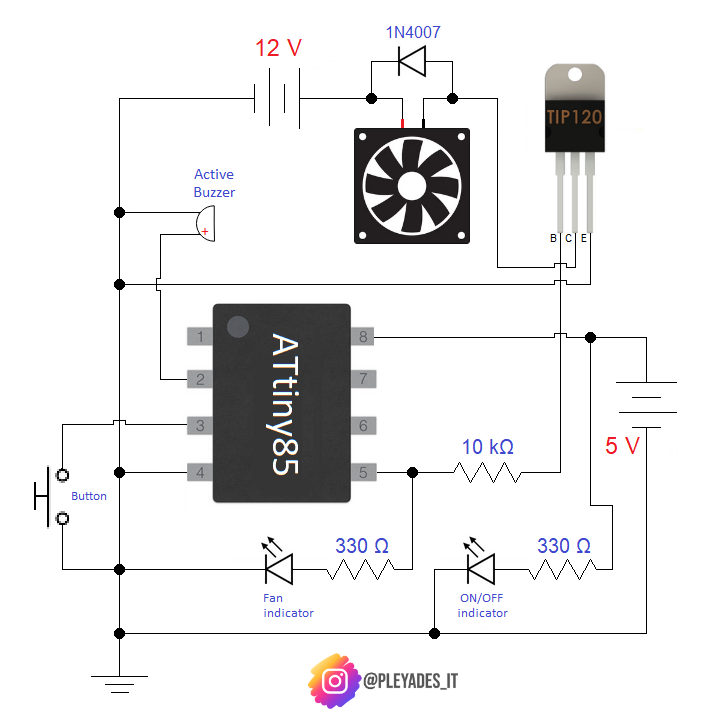 1N4007
12 V
TIP120
Active
Buzzer
+
B C E
1
8
2
7
3
6
4
5
ATtiny85
10 kΩ
5 V
Button
330 Ω
330 Ω
Fan
indicator
ON/OFF
indicator
@PLEYADES_IT